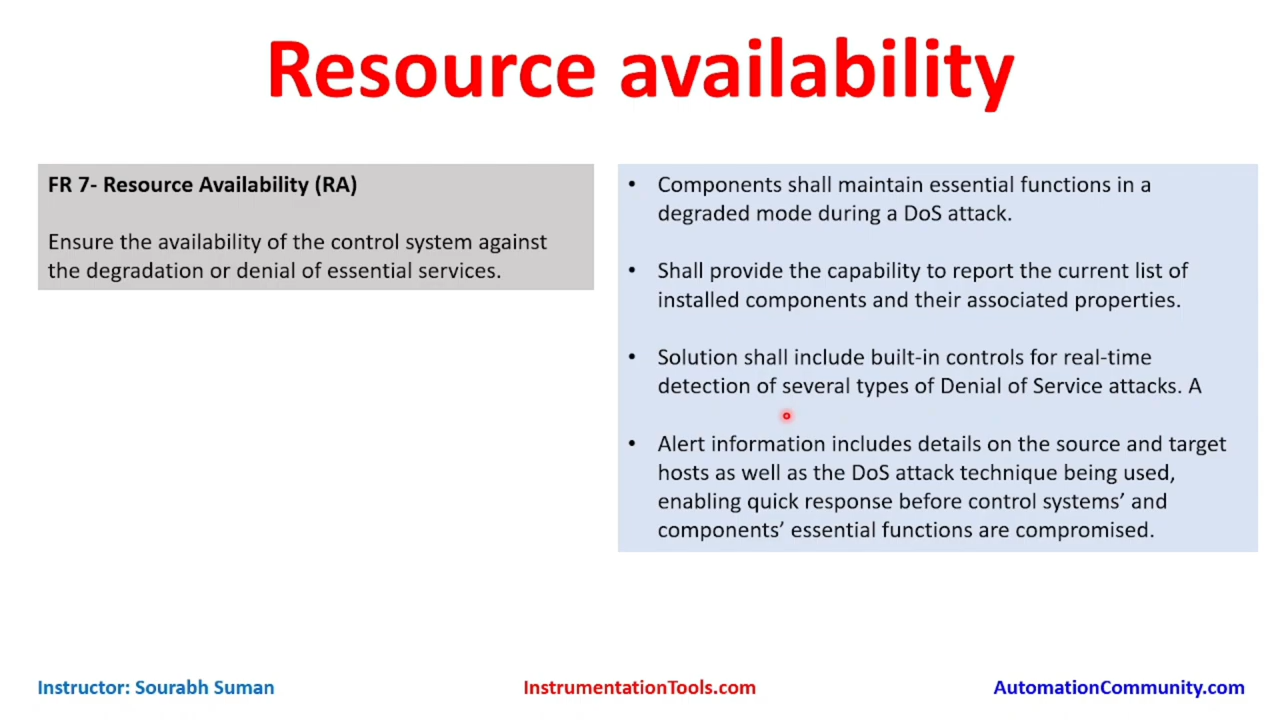 Resource availability
FR 7- Resource Availability (RA)
Ensure the availability of the control system against
the degradation or denial of essential services.
• Components shall maintain essential functions in a
degraded mode during a DoS attack.
• Shall provide the capability to report the current list of
installed components and their associated properties.
• Solution shall include built-in controls for real-time
detection of several types of Denial of Service attacks. A
• Alert information includes details on the source and target
hosts as well as the DoS attack technique being used,
enabling quick response before control systems’ and
components’ essential functions are compromised.
Instructor: Sourabh Suman
InstrumentationTools.com
AutomationCommunity.com